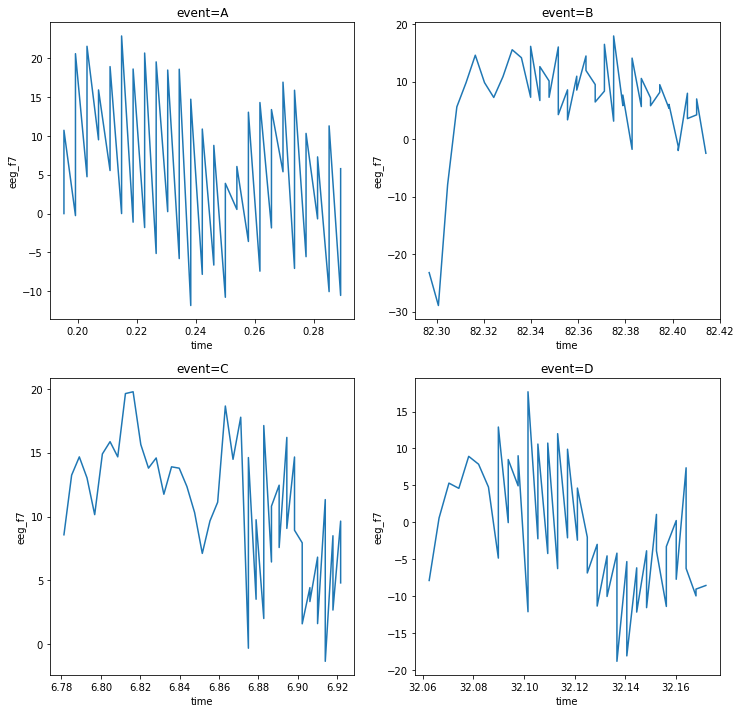 event=A
eeg_f7
20
15
10
5
0
−5
−10
0.20 0.22 0.24 0.26 0.28
time
event=B
eeg_f7
20
10
0
−10
−20
−30
82.30 82.32 82.34 82.36 82.38 82.40 82.42
time
event=C
eeg_f7
20
15
10
5
0
6.78 6.80 6.82 6.84 6.86 6.88 6.90 6.92
time
event=D
eeg_f7
15
10
5
0
−5
−10
−15
−20
32.06 32.08 32.10 32.12 32.14 32.16
time